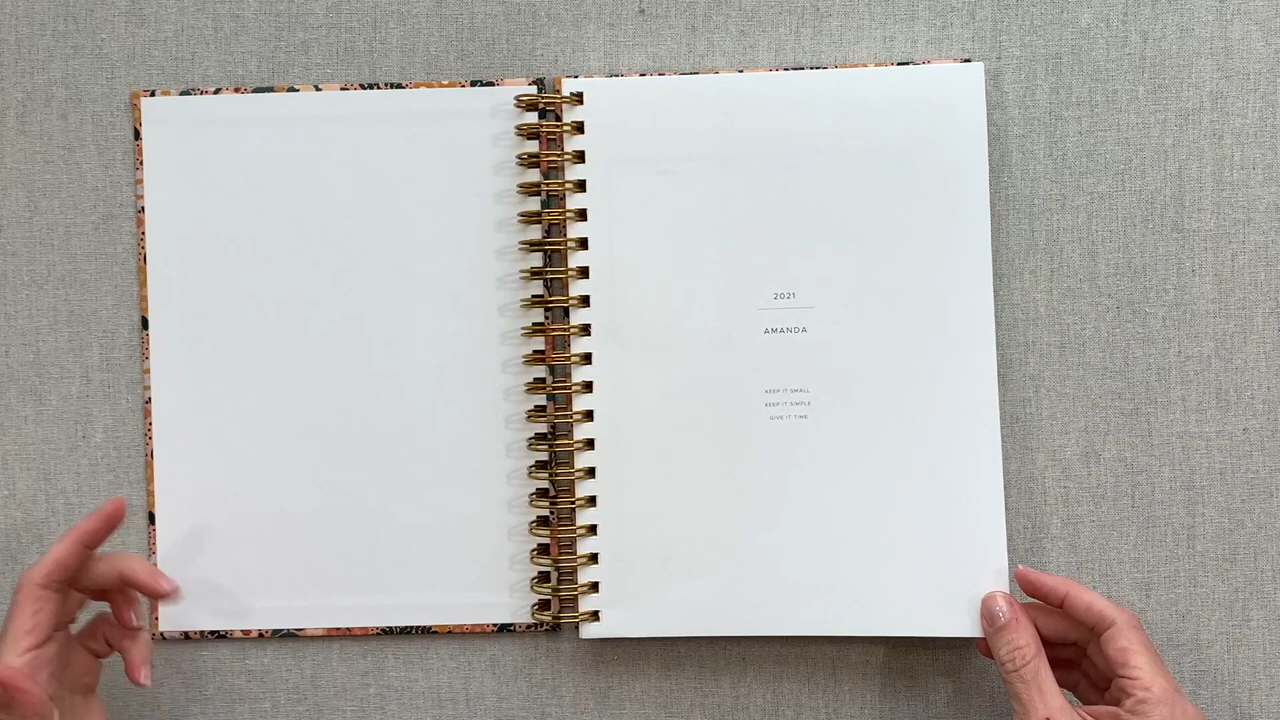 2021
AMANDA
KEEP IT SMALL
KEEP IT SIMPLE
GIVE IT TIME